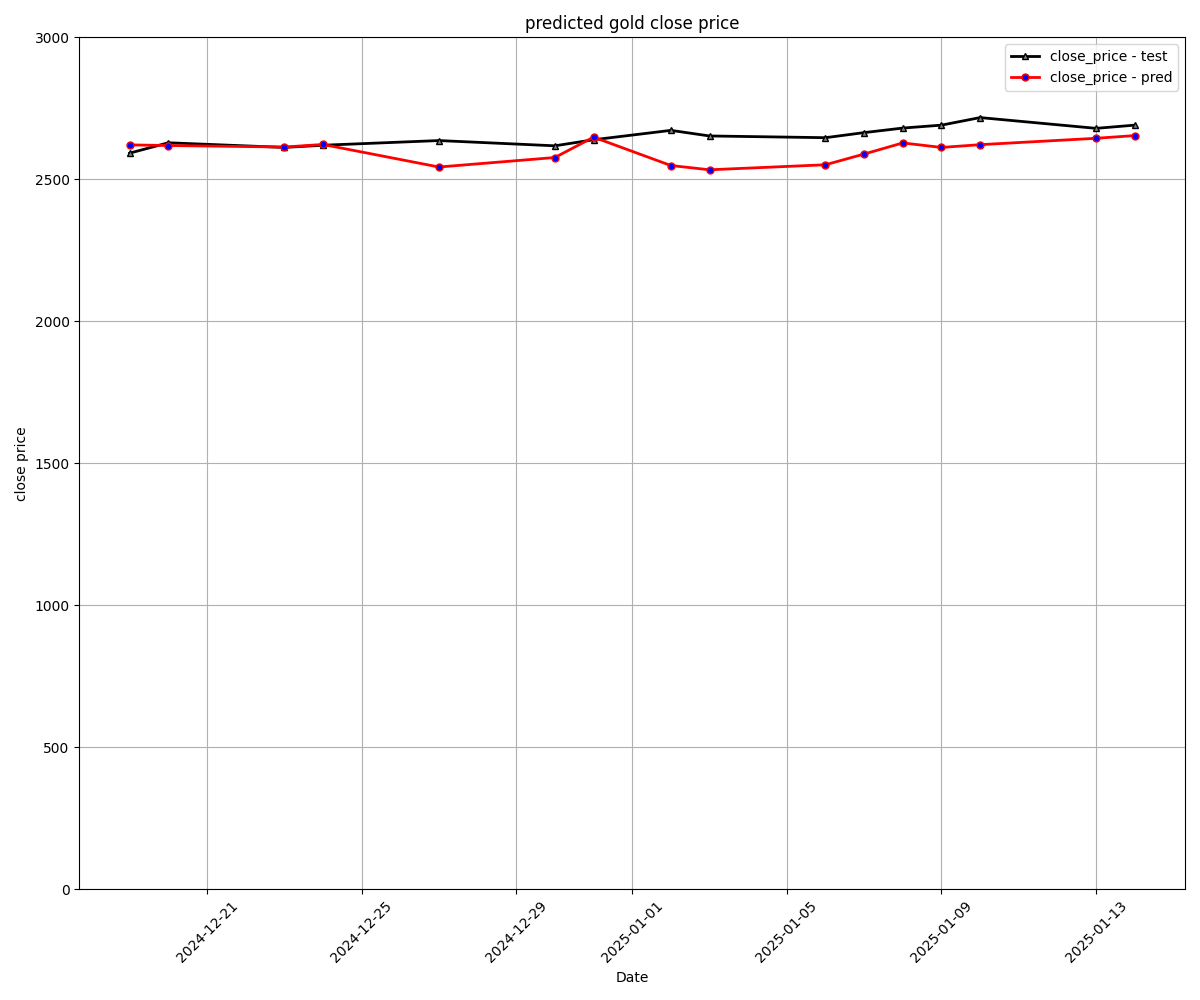 predicted gold close price
close_price - test
close_price - pred
3000
2500
2000
1500
1000
500
0
close price
2024-12-21
2024-12-25
2024-12-29
2025-01-01
2025-01-05
2025-01-09
2025-01-13
Date